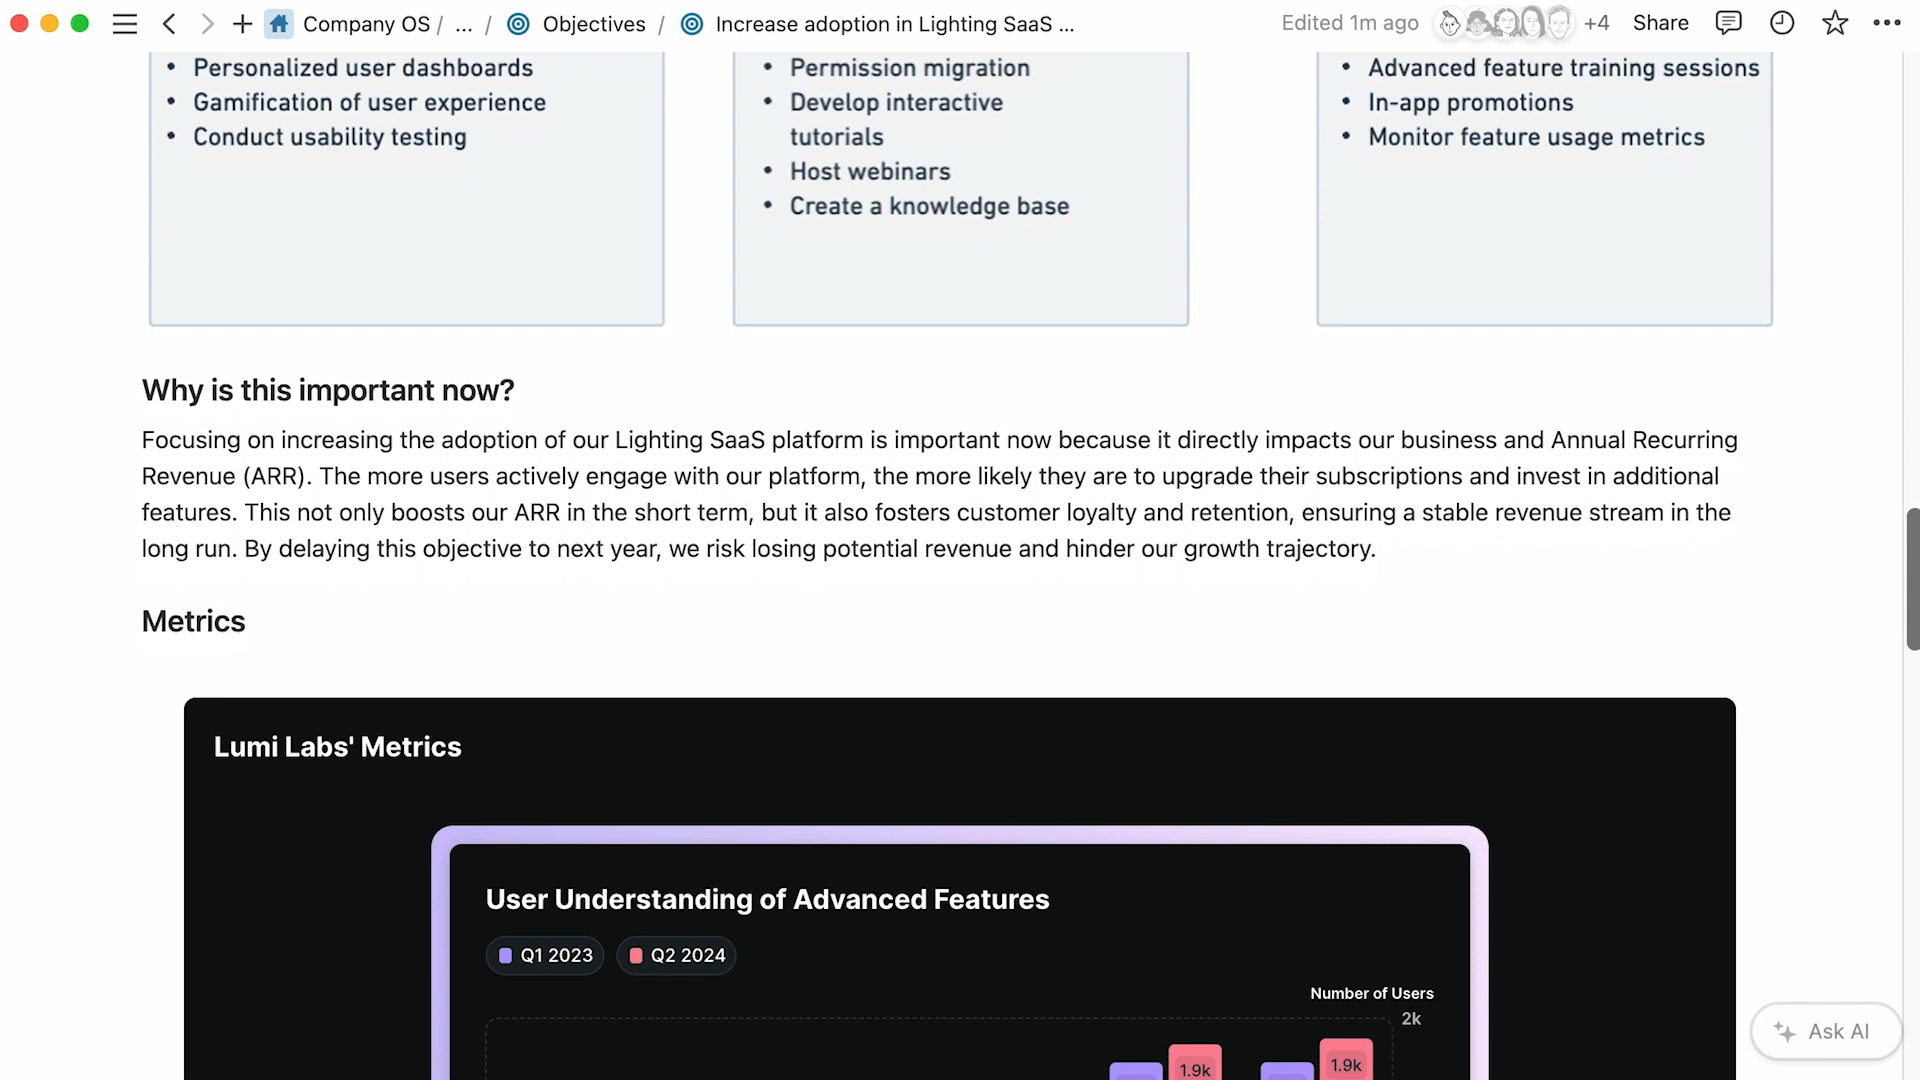 Company OS / ... / Objectives / Increase adoption in Lighting SaaS ...
Edited 1m ago
+4
Share
• Personalized user dashboards
• Gamification of user experience
• Conduct usability testing
• Permission migration
• Develop interactive
tutorials
• Host webinars
• Create a knowledge base
• Advanced feature training sessions
• In-app promotions
• Monitor feature usage metrics
Why is this important now?
Focusing on increasing the adoption of our Lighting SaaS platform is important now because it directly impacts our business and Annual Recurring
Revenue (ARR). The more users actively engage with our platform, the more likely they are to upgrade their subscriptions and invest in additional
features. This not only boosts our ARR in the short term, but it also fosters customer loyalty and retention, ensuring a stable revenue stream in the
long run. By delaying this objective to next year, we risk losing potential revenue and hinder our growth trajectory.
Metrics
Lumi Labs' Metrics
User Understanding of Advanced Features
Q1 2023
Q2 2024
Number of Users
2k
1.9k
1.9k
Ask AI